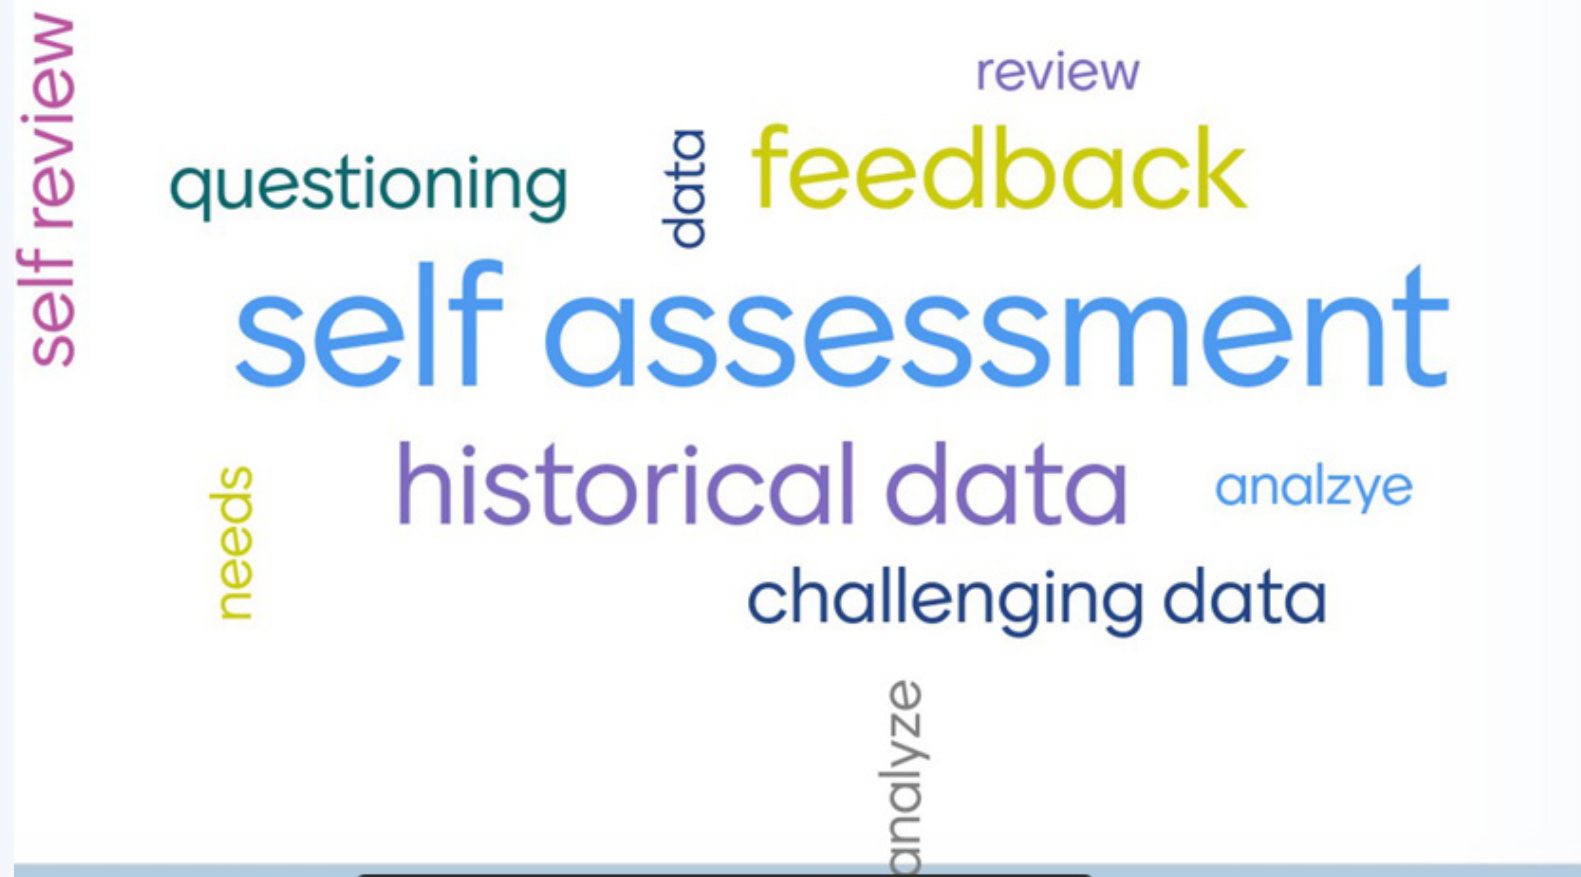 self review
review
questioning
data
feedback
self assessment
historical data
analzye
needs
challenging data
analyze